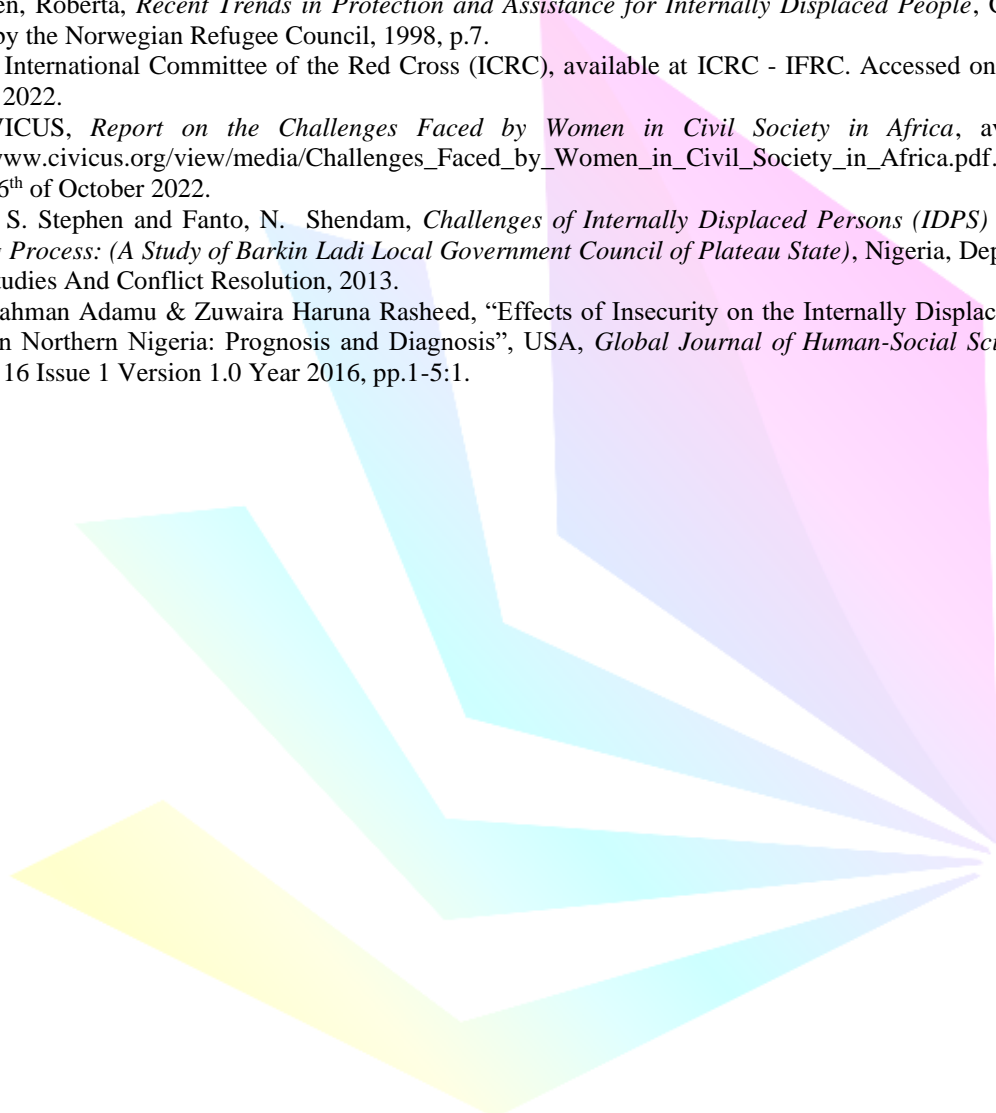 en, Roberta, Recent Trends in Protection and Assistance for Internally Displaced People,
by the Norwegian Refugee Council, 1998, p.7.
International Committee of the Red Cross (ICRC), available at ICRC - IFRC. Accessed on
2022.
VICUS, Report on the Challenges Faced by Women in Civil Society in Africa, av
www.civicus.org/view/media/Challenges_Faced_by_Women_in_Civil_Society_in_Africa.pdf.
6th of October 2022.
S. Stephen and Fanto, N. Shendam, Challenges of Internally Displaced Persons (IDPS)
Process: (A Study of Barkin Ladi Local Government Council of Plateau State), Nigeria, Dep
tudies And Conflict Resolution, 2013.
ahman Adamu & Zuwaira Haruna Rasheed, “Effects of Insecurity on the Internally Displac
n Northern Nigeria: Prognosis and Diagnosis”, USA, Global Journal of Human-Social Sci
16 Issue 1 Version 1.0 Year 2016, pp.1-5:1.